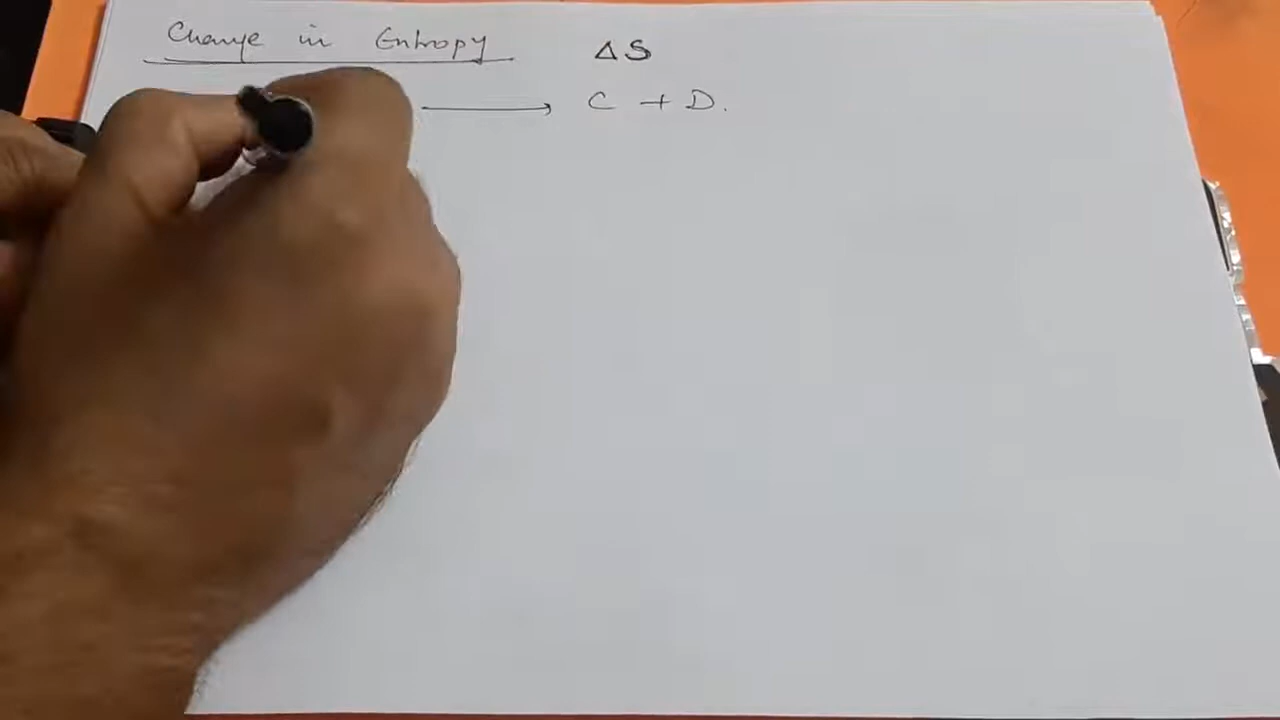 Change in Entropy ΔS
⟶ C + D.